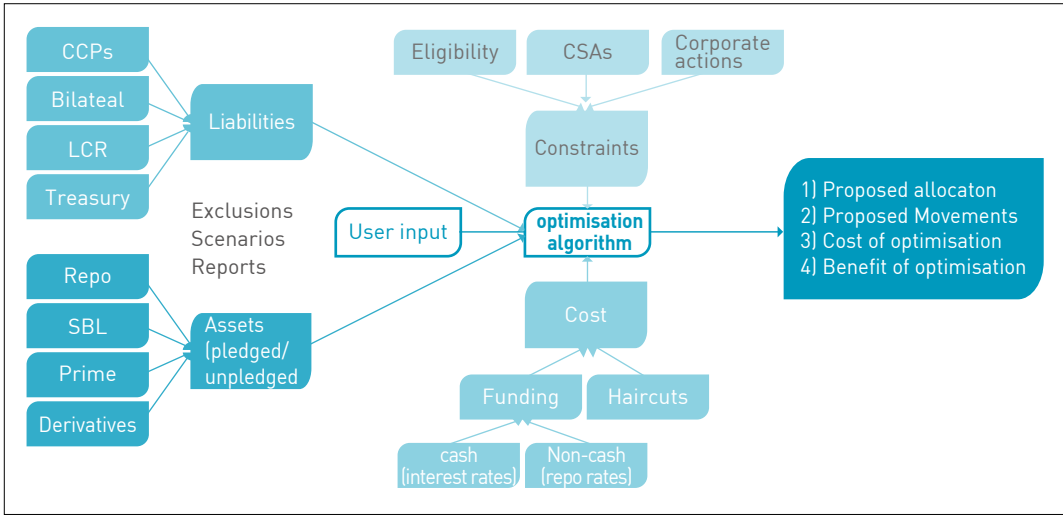 CCPs
Bilateal
LCR
Treasury
Liabilities
Exclusions
Scenarios
Reports
Repo
SBL
Prime
Derivatives
Assets
(pledged/
unpledged
User input
Eligibility
CSAs
Corporate
actions
Constraints
optimisation
algorithm
Cost
Funding
Haircuts
cash
(interest rates)
Non-cash
(repo rates)
1) Proposed allocaton
2) Proposed Movements
3) Cost of optimisation
4) Benefit of optimisation